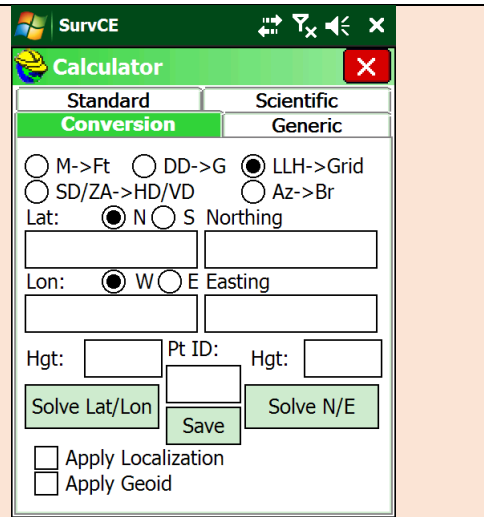 SurvCE
Calculator
Standard Scientific
Conversion Generic
M->Ft DD->G LLH->Grid
SD/ZA->HD/VD Az->Br
Lat: N S Northing
Lon: W E Easting
Hgt: Pt ID: Hgt:
Solve Lat/Lon Save Solve N/E
Apply Localization
Apply Geoid